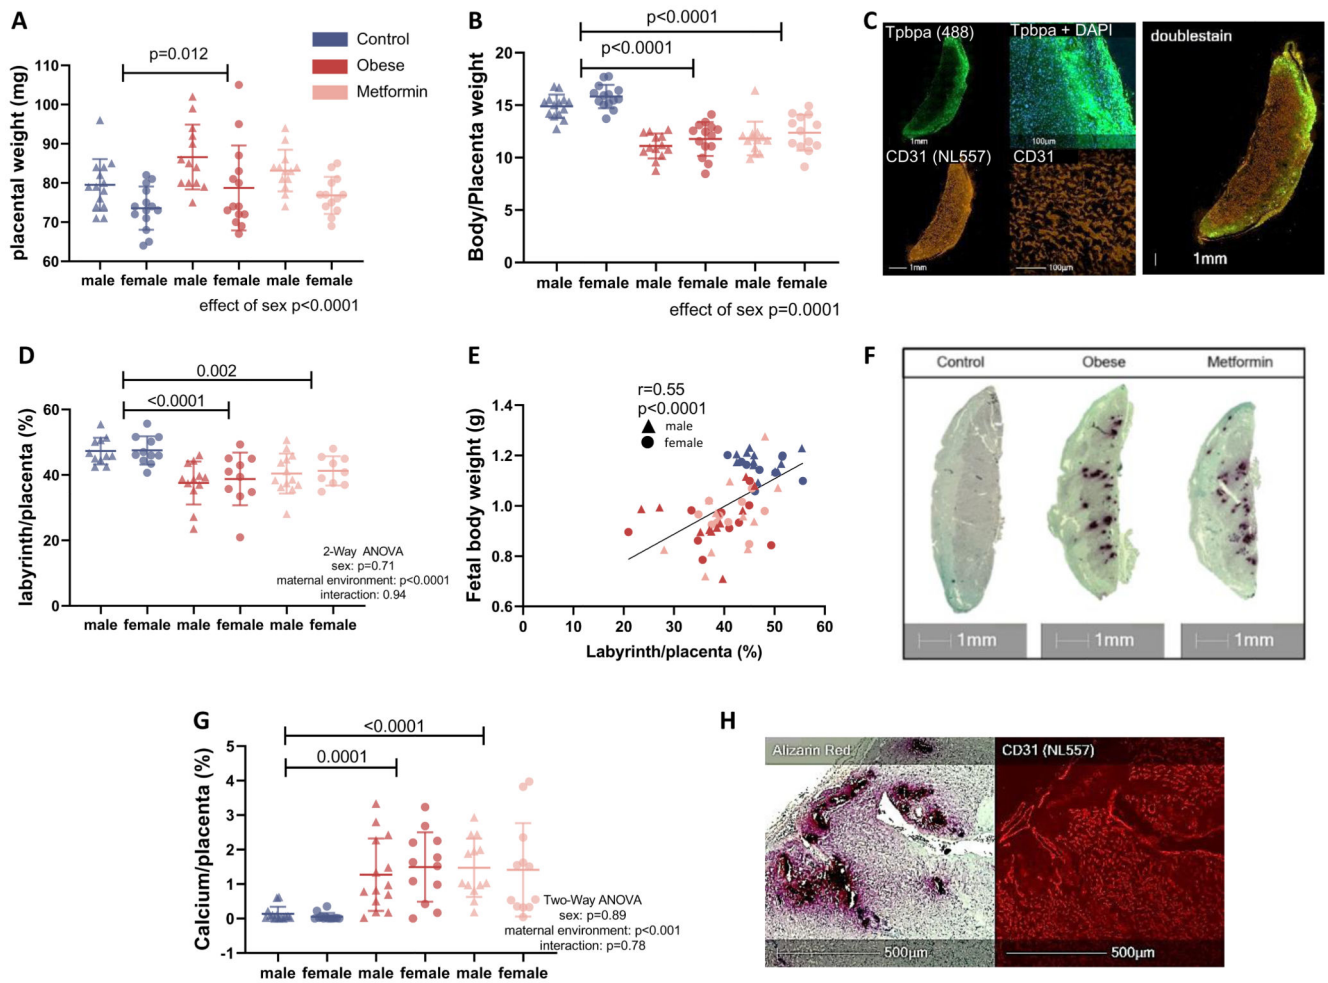 A
Control
Obese
Metformin
p=0.012
placental weight (mg)
110
100
90
80
70
60
male female male female male female
effect of sex p<0.0001
B
p<0.0001
p<0.0001
Body/Placenta weight
20
15
10
5
0
male female male female male female
effect of sex p=0.0001
C
Tpbpa (488)
Tpbpa + DAPI
1mm
100µm
CD31 (NL557)
CD31
1mm
100µm
doublestain
1mm
D
0.002
<0.0001
labyrinth/placenta (%)
60
40
20
0
2-Way ANOVA
sex: p=0.71
maternal environment: p<0.0001
interaction: 0.94
male female male female male female
E
r=0.55
p<0.0001
male
female
Fetal body weight (g)
1.4
1.2
1.0
0.8
0.6
0 10 20 30 40 50 60
Labyrinth/placenta (%)
F
Control Obese Metformin
1mm 1mm 1mm
G
<0.0001
0.0001
Calcium/placenta (%)
5
4
3
2
1
0
-1
Two-Way ANOVA
sex: p=0.89
maternal environment: p<0.001
interaction: p=0.78
male female male female male female
H
Alizarin Red
CD31 (NL557)
500µm
500µm